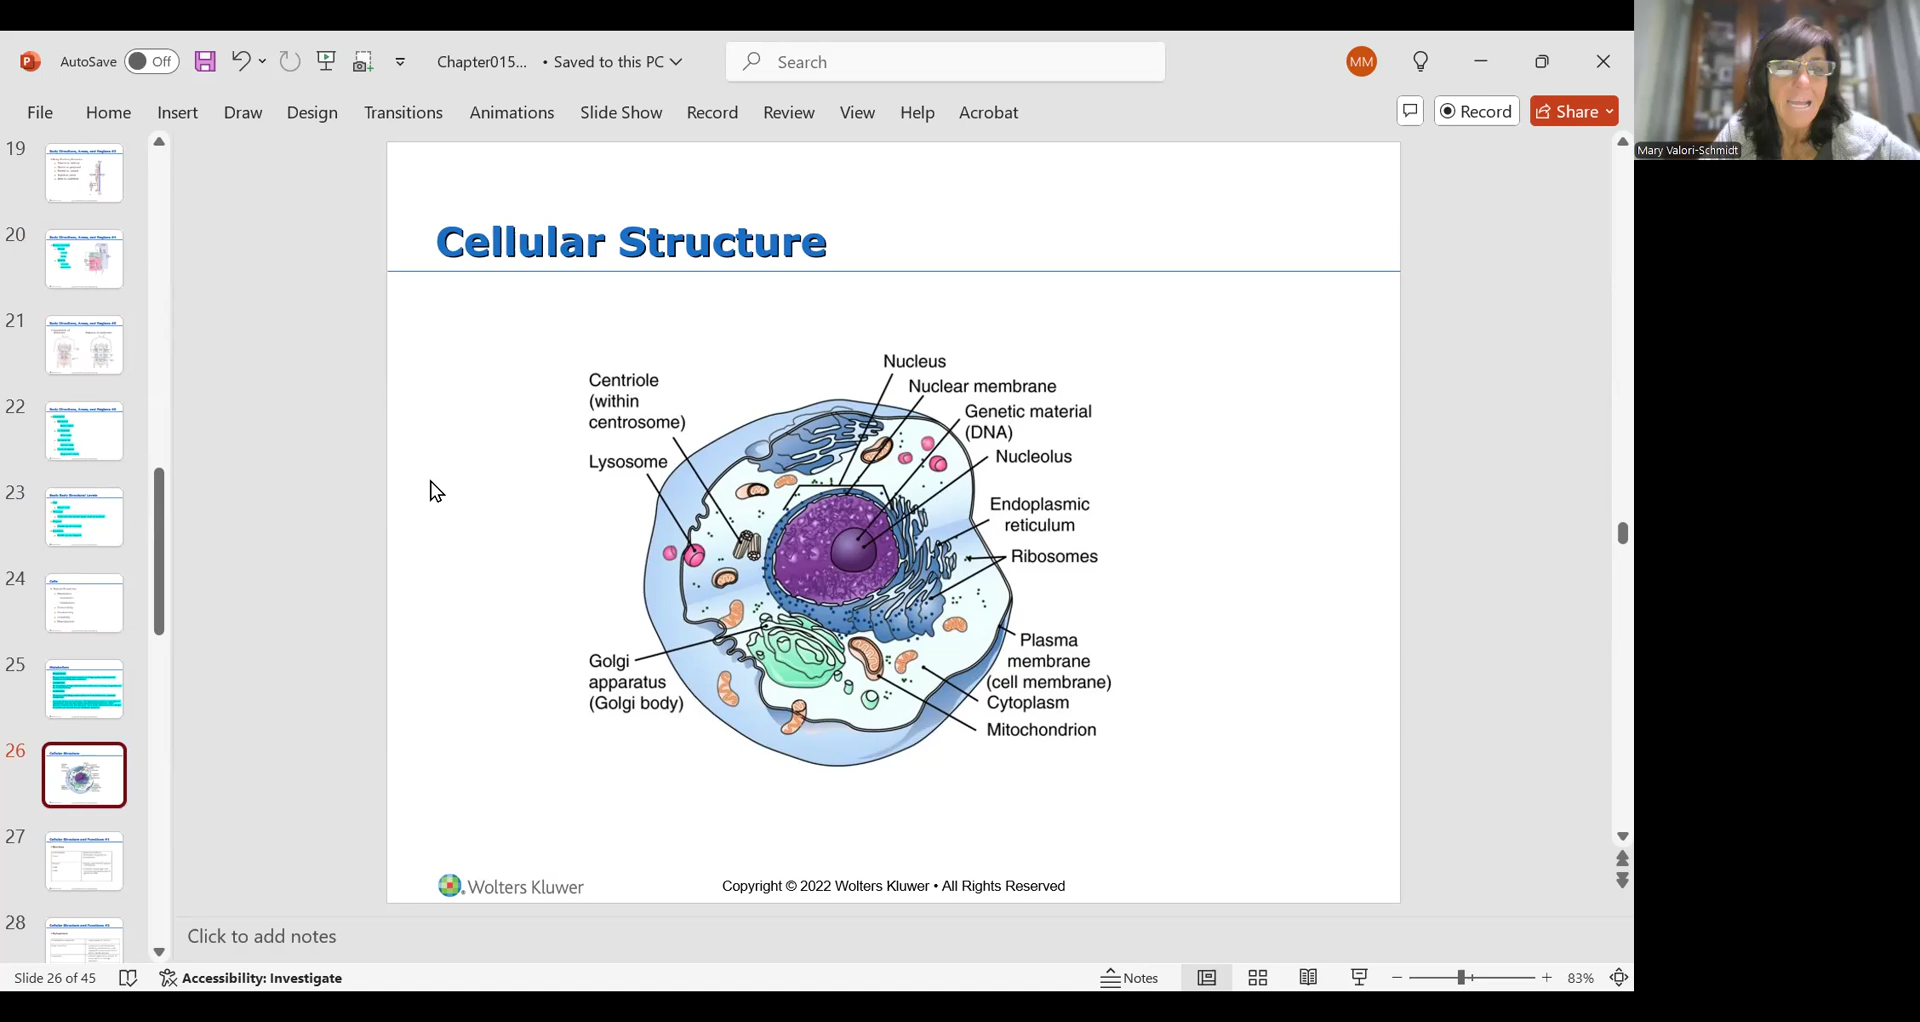 AutoSave Off Chapter015... • Saved to this PC Search MM
File Home Insert Draw Design Transitions Animations Slide Show Record Review View Help Acrobat Record Share
Mary Valori-Schmidt
19
20
21
22
23
24
25
26
27
28
Cellular Structure
Nucleus
Nuclear membrane
Genetic material
(DNA)
Nucleolus
Endoplasmic
reticulum
Ribosomes
Plasma
membrane
(cell membrane)
Cytoplasm
Mitochondrion
Centriole
(within
centrosome)
Lysosome
Golgi
apparatus
(Golgi body)
Wolters Kluwer
Copyright © 2022 Wolters Kluwer • All Rights Reserved
Click to add notes
Slide 26 of 45 Accessibility: Investigate Notes 83%